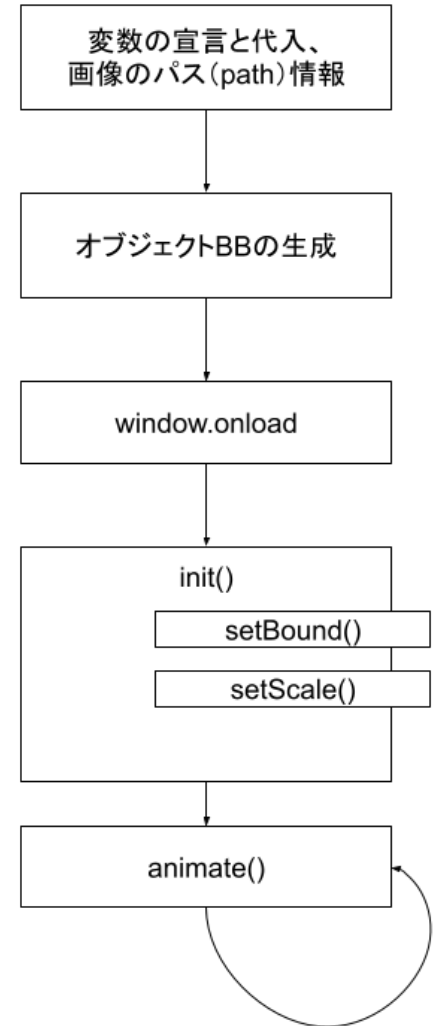 変数の宣言と代入、
画像のパス（path）情報
オブジェクトBBの生成
window.onload
init()
setBound()
setScale()
animate()